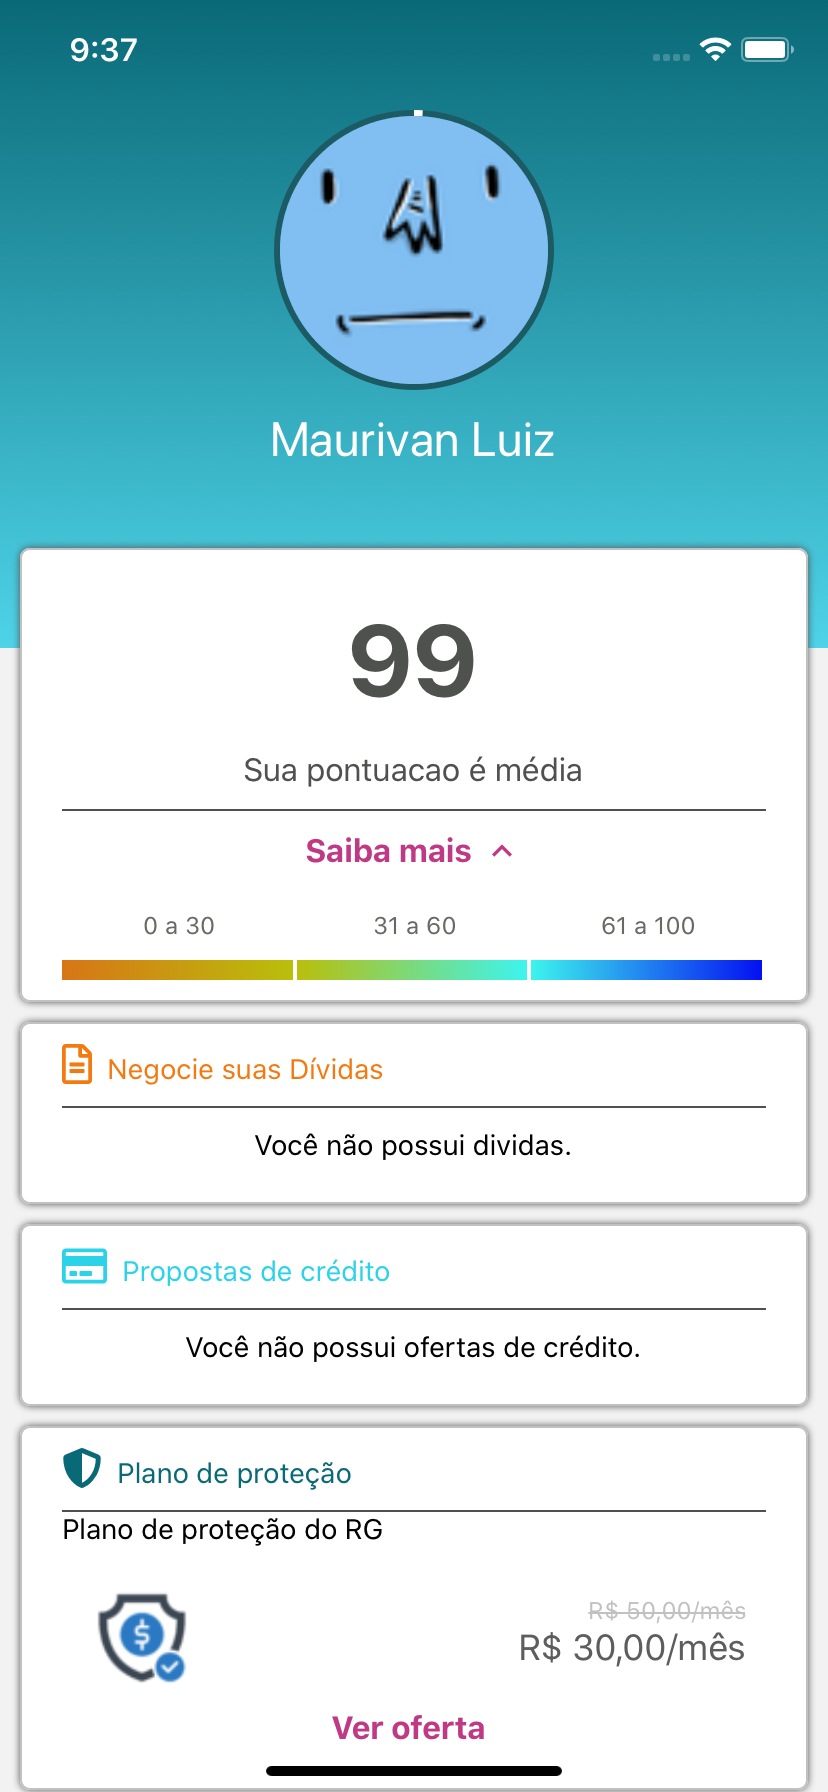 9:37
Maurivan Luiz
99
Sua pontuacao é média
Saiba mais
0 a 30 31 a 60 61 a 100
Negocie suas Dívidas
Você não possui dividas.
Propostas de crédito
Você não possui ofertas de crédito.
Plano de proteção
Plano de proteção do RG
$
R$ 50,00/mês
R$ 30,00/mês
Ver oferta